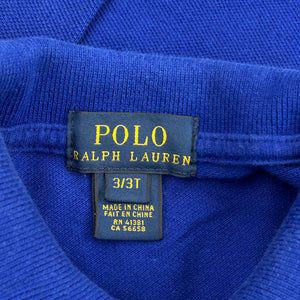 POLO
RALPH LAUREN
3/3T
MADE IN CHINA
FAIT EN CHINE
RN 41381
CA 56658